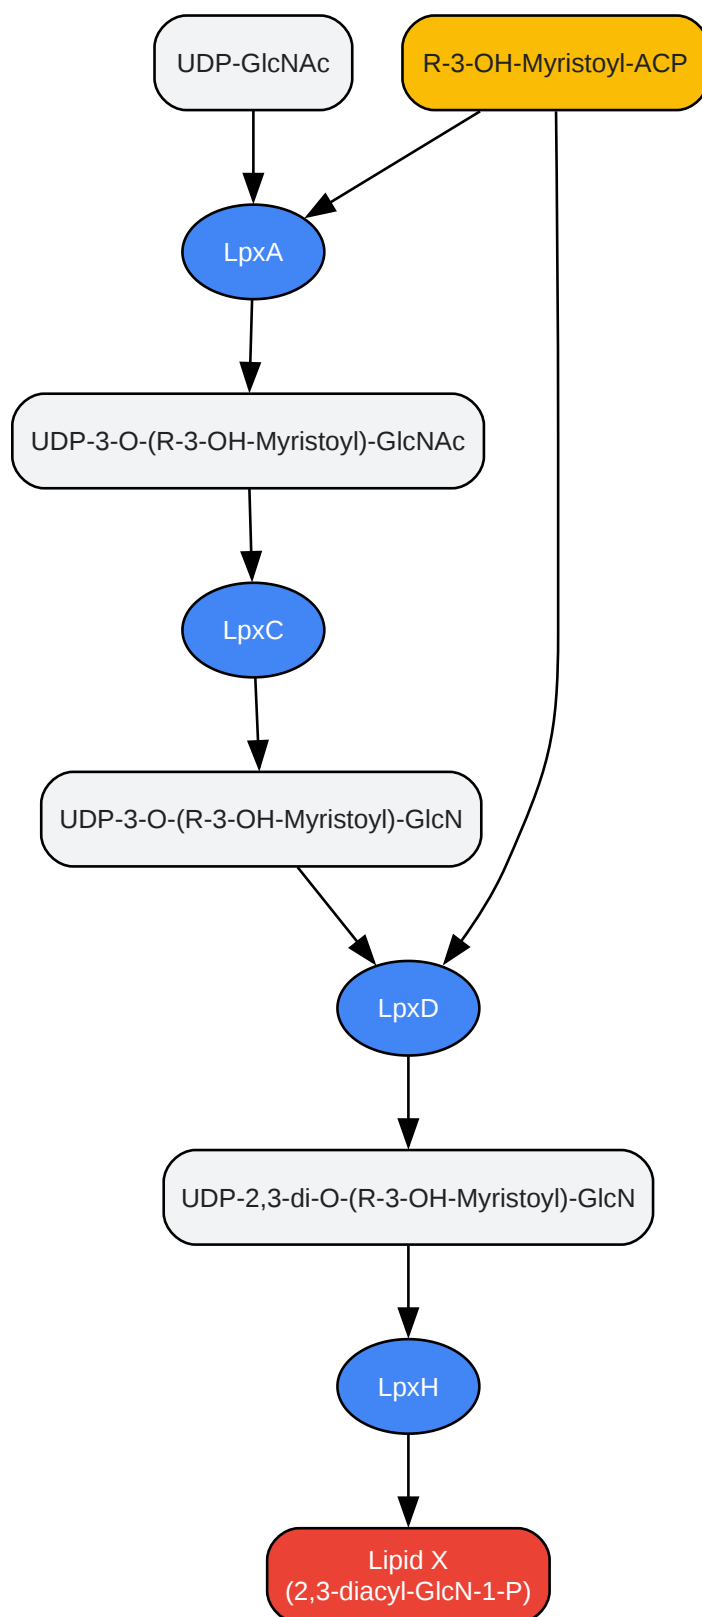 UDP-GlcNAc
R-3-OH-Myristoyl-ACP
LpxA
UDP-3-O-(R-3-OH-Myristoyl)-GlcNAc
LpxC
UDP-3-O-(R-3-OH-Myristoyl)-GlcN
LpxD
UDP-2,3-di-O-(R-3-OH-Myristoyl)-GlcN
LpxH
Lipid X
(2,3-diacyl-GlcN-1-P)